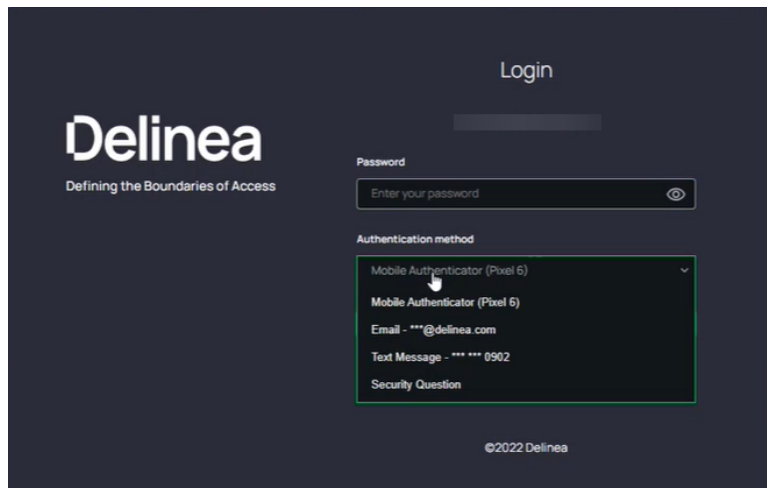 Login
Delinea
Defining the Boundaries of Access
Password
Enter your password
Authentication method
Mobile Authenticator (Pixel 6)
Mobile Authenticator (Pixel 6)
Email - ***@delinea.com
Text Message - *** *** 0902
Security Question
©2022 Delinea